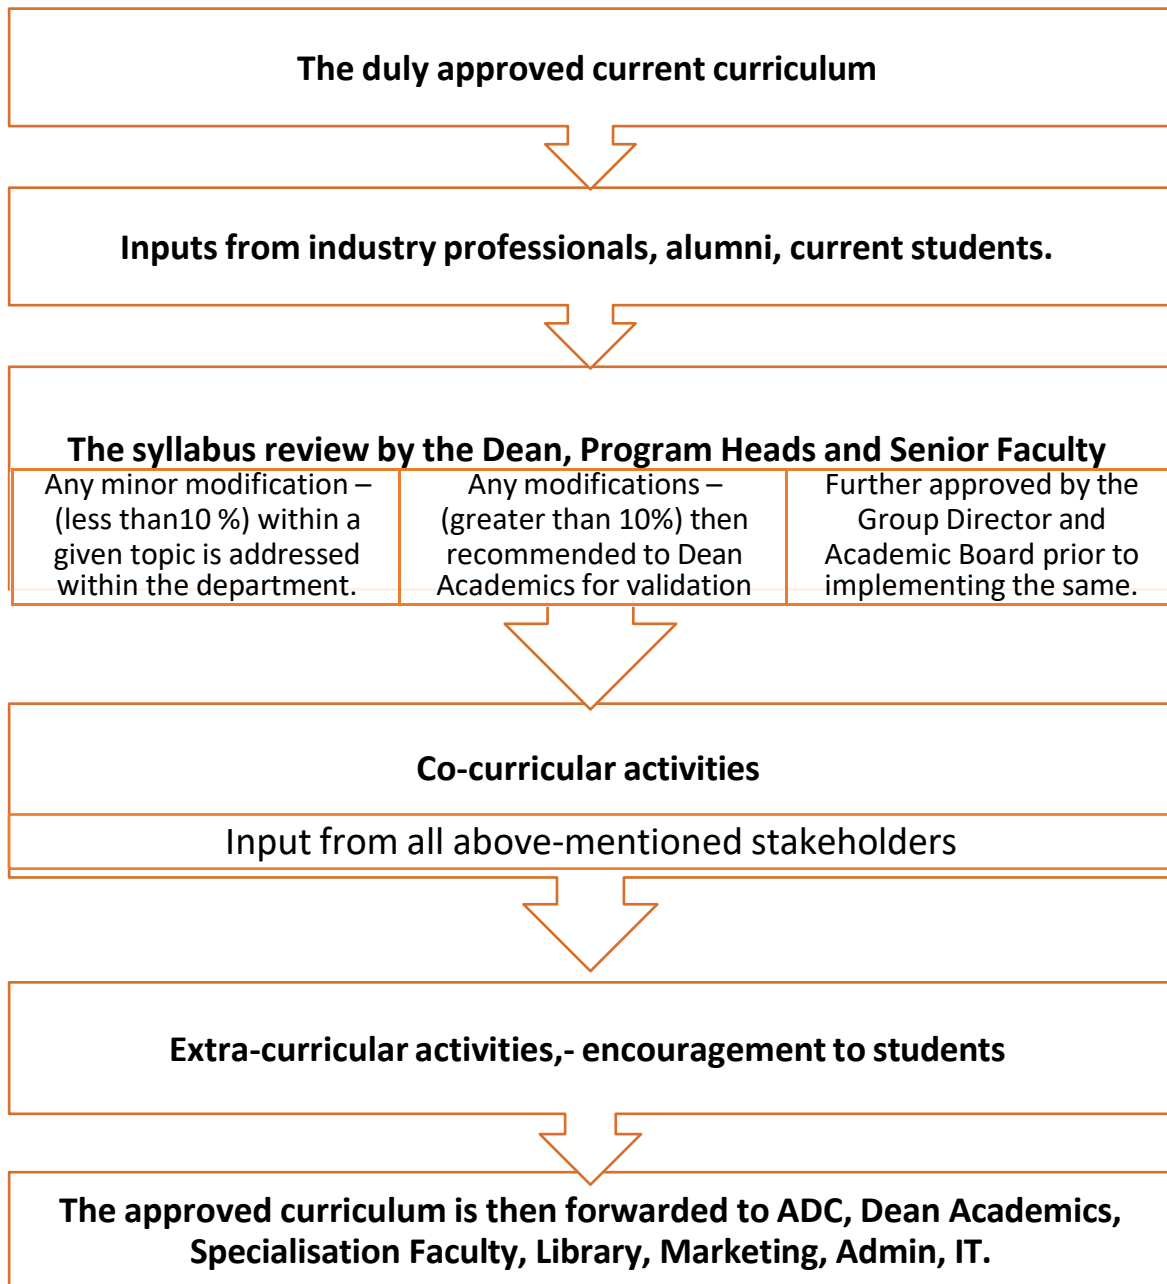 The duly approved current curriculum
Inputs from industry professionals, alumni, current students.
The syllabus review by the Dean, Program Heads and Senior Faculty
Any minor modification –
(less than10 %) within a
given topic is addressed
within the department.
Any modifications –
(greater than 10%) then
recommended to Dean
Academics for validation
Further approved by the
Group Director and
Academic Board prior to
implementing the same.
Co-curricular activities
Input from all above-mentioned stakeholders
Extra-curricular activities,- encouragement to students
The approved curriculum is then forwarded to ADC, Dean Academics,
Specialisation Faculty, Library, Marketing, Admin, IT.